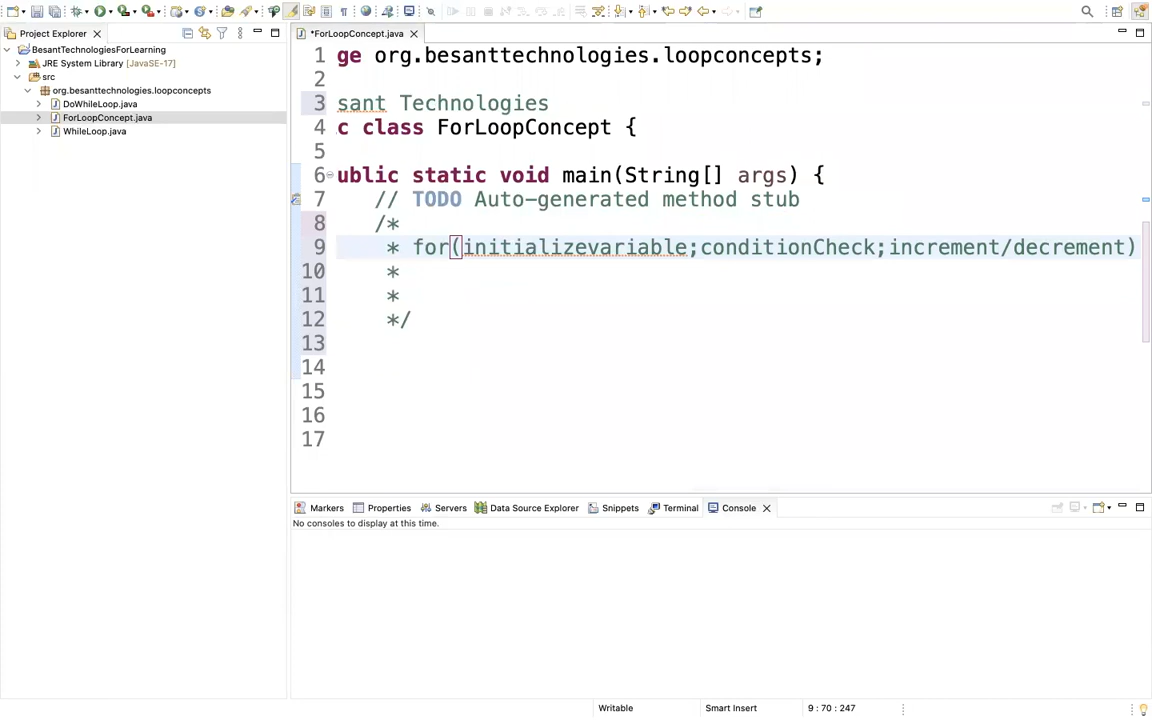 Project Explorer
BesantTechnologiesForLearning
JRE System Library [JavaSE-17]
src
org.besanttechnologies.loopconcepts
DoWhileLoop.java
ForLoopConcept.java
WhileLoop.java
*ForLoopConcept.java
1 ge org.besanttechnologies.loopconcepts;
2
3 sant Technologies
4 c class ForLoopConcept {
5
6 ublic static void main(String[] args) {
7 // TODO Auto-generated method stub
8 /*
9 * for(initializevariable;conditionCheck;increment/decrement)
10 *
11 *
12 */
13
14
15
16
17
Markers Properties Servers Data Source Explorer Snippets Terminal Console
No consoles to display at this time.
Writable Smart Insert 9 : 70 : 247